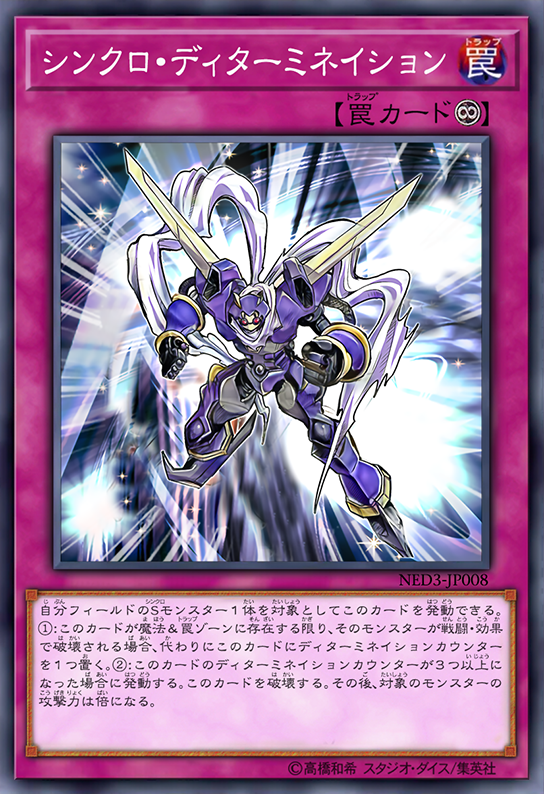 シンクロ・ディターミネイション 罠
【罠カード】
NED3-JP008
自分フィールドのSモンスター1体を対象としてこのカードを発動できる。
①:このカードが魔法&罠ゾーンに存在する限り、そのモンスターが戦闘・効果
で破壊される場合、代わりにこのカードにディターミネイションカウンター
を1つ置く。②:このカードのディターミネイションカウンターが3つ以上に
なった場合に発動する。このカードを破壊する。その後、対象のモンスターの
攻撃力は倍になる。
©高橋和希 スタジオ・ダイス/集英社